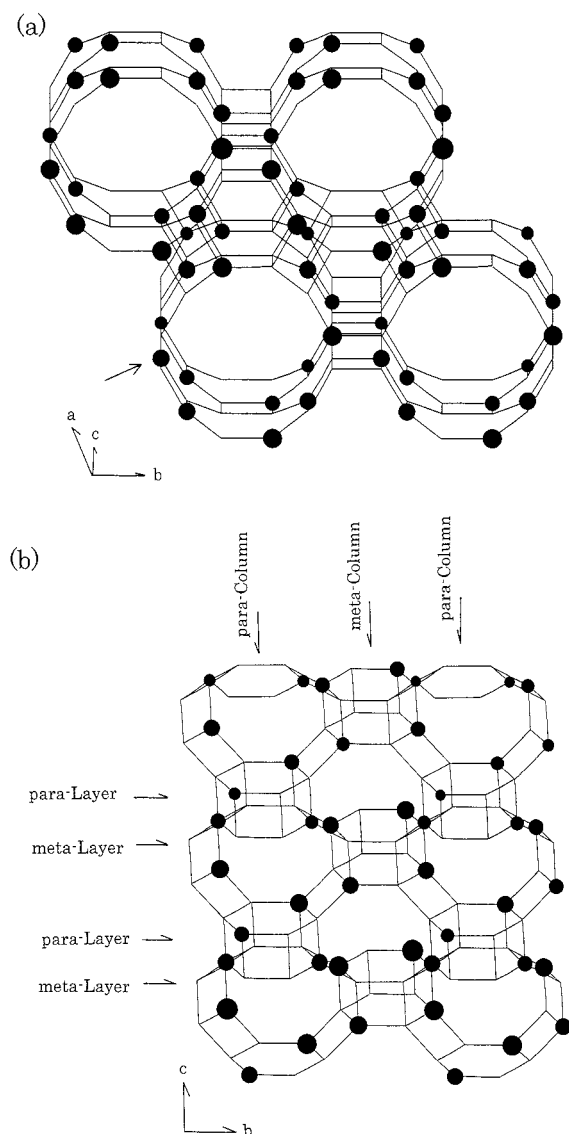 (a)
a
c
b
(b)
para-Column
meta-Column
para-Column
para-Layer
meta-Layer
para-Layer
meta-Layer
c
b